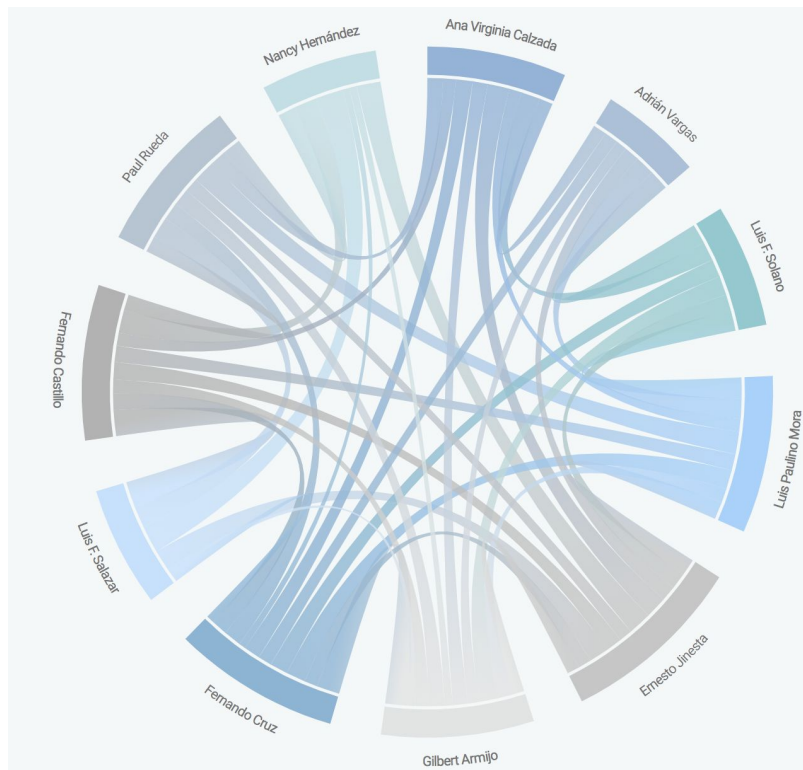 Ana Virginia Calzada
Adrián Vargas
Luis F. Solano
Luis Paulino Mora
Ernesto Jinesta
Gilbert Armijo
Fernando Cruz
Luis F. Salazar
Fernando Castillo
Paul Rueda
Nancy Hernández